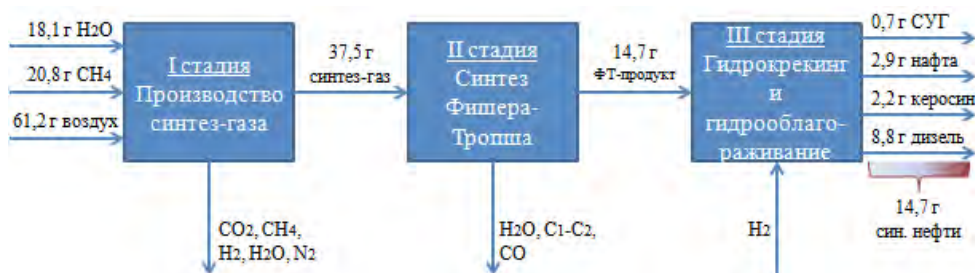 18,1 г H2O
20,8 г CH4
61,2 г воздух
I стадия
Производство
синтез-газа
CO2, CH4,
H2, H2O, N2
37,5 г
синтез-газ
II стадия
Синтез
Фишера-
Тропша
H2O, C1-C2,
CO
14,7 г
ФТ-продукт
III стадия
Гидрокрекинг
и
гидрооблаго-
раживание
H2
0,7 г СУГ
2,9 г нафта
2,2 г керосин
8,8 г дизель
14,7 г
син. нефти